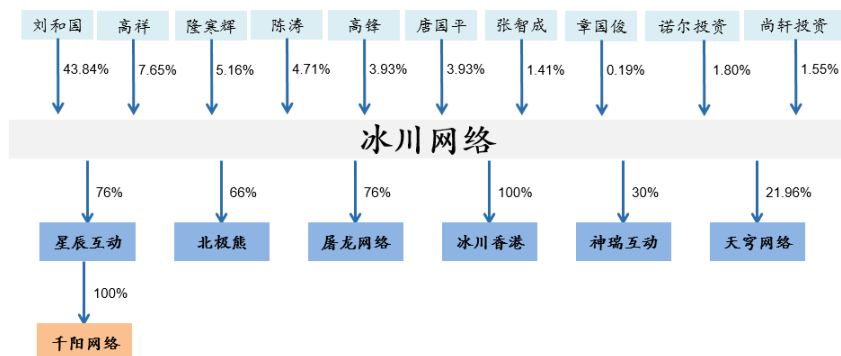 刘和国 高祥 隆寒辉 陈涛 高锋 唐国平 张智成 章国俊 诺尔投资 尚轩投资
43.84% 7.65% 5.16% 4.71% 3.93% 3.93% 1.41% 0.19% 1.80% 1.55%
冰川网络
76% 66% 76% 100% 30% 21.96%
星辰互动 北极熊 屠龙网络 冰川香港 神瑞互动 天穹网络
100%
千阳网络